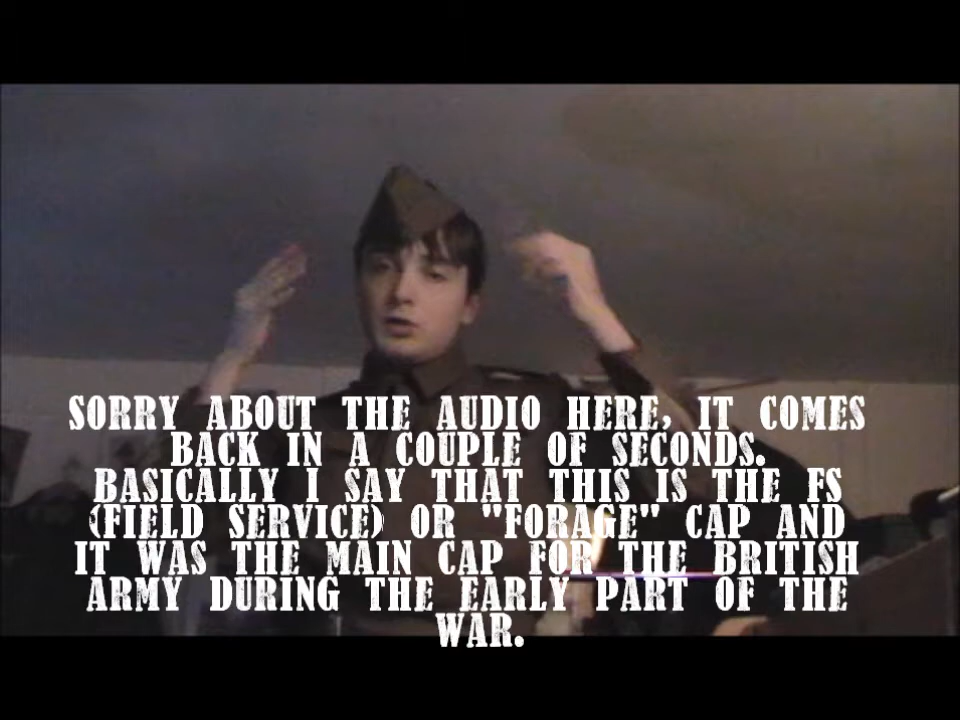 SORRY ABOUT THE AUDIO HERE, IT COMES
BACK IN A COUPLE OF SECONDS.
BASICALLY I SAY THAT THIS IS THE FS
(FIELD SERVICE) OR "FORAGE" CAP AND
IT WAS THE MAIN CAP FOR THE BRITISH
ARMY DURING THE EARLY PART OF THE
WAR.